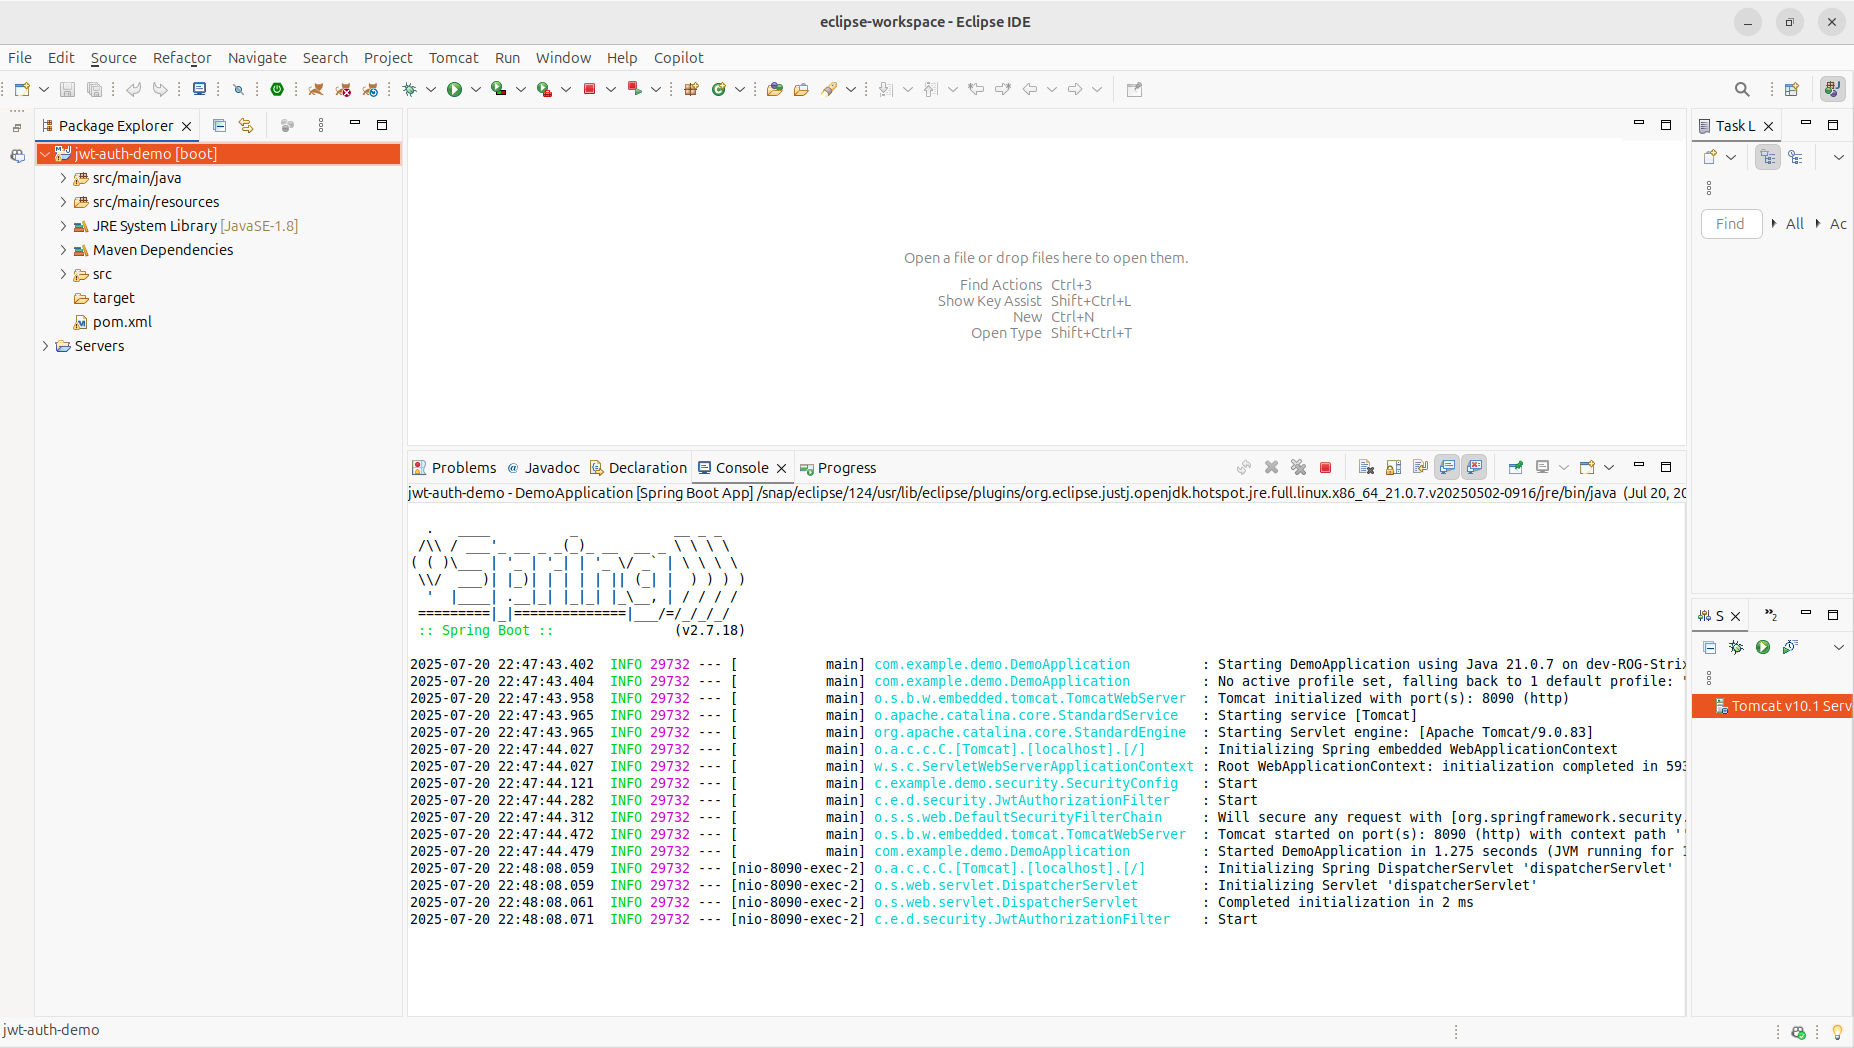 eclipse-workspace - Eclipse IDE
File Edit Source Refactor Navigate Search Project Tomcat Run Window Help Copilot
Package Explorer
jwt-auth-demo [boot]
src/main/java
src/main/resources
JRE System Library [JavaSE-1.8]
Maven Dependencies
src
target
pom.xml
Servers
Open a file or drop files here to open them.
Find Actions Ctrl+3
Show Key Assist Shift+Ctrl+L
New Ctrl+N
Open Type Shift+Ctrl+T
Task L
Find All Ac
Problems Javadoc Declaration Console Progress
jwt-auth-demo - DemoApplication [Spring Boot App] /snap/eclipse/124/usr/lib/eclipse/plugins/org.eclipse.justj.openjdk.hotspot.jre.full.linux.x86_64_21.0.7.v20250502-0916/jre/bin/java (Jul 20, 20
Spring
:: Spring Boot :: (v2.7.18)
2025-07-20 22:47:43.402 INFO 29732 --- [ main] com.example.demo.DemoApplication : Starting DemoApplication using Java 21.0.7 on dev-ROG-Strix
2025-07-20 22:47:43.404 INFO 29732 --- [ main] com.example.demo.DemoApplication : No active profile set, falling back to 1 default profile: "
2025-07-20 22:47:43.958 INFO 29732 --- [ main] o.s.b.w.embedded.tomcat.TomcatWebServer : Tomcat initialized with port(s): 8090 (http)
2025-07-20 22:47:43.965 INFO 29732 --- [ main] o.apache.catalina.core.StandardService : Starting service [Tomcat]
2025-07-20 22:47:43.965 INFO 29732 --- [ main] org.apache.catalina.core.StandardEngine : Starting Servlet engine: [Apache Tomcat/9.0.83]
2025-07-20 22:47:44.027 INFO 29732 --- [ main] o.a.c.c.C.[Tomcat].[localhost].[/] : Initializing Spring embedded WebApplicationContext
2025-07-20 22:47:44.027 INFO 29732 --- [ main] w.s.c.ServletWebServerApplicationContext : Root WebApplicationContext: initialization completed in 593
2025-07-20 22:47:44.121 INFO 29732 --- [ main] c.example.demo.security.SecurityConfig : Start
2025-07-20 22:47:44.282 INFO 29732 --- [ main] c.e.d.security.JwtAuthorizationFilter : Start
2025-07-20 22:47:44.312 INFO 29732 --- [ main] o.s.s.web.DefaultSecurityFilterChain : Will secure any request with [org.springframework.security.
2025-07-20 22:47:44.472 INFO 29732 --- [ main] o.s.b.w.embedded.tomcat.TomcatWebServer : Tomcat started on port(s): 8090 (http) with context path ''
2025-07-20 22:47:44.479 INFO 29732 --- [ main] com.example.demo.DemoApplication : Started DemoApplication in 1.275 seconds (JVM running for 1
2025-07-20 22:48:08.059 INFO 29732 --- [nio-8090-exec-2] o.a.c.c.C.[Tomcat].[localhost].[/] : Initializing Spring DispatcherServlet 'dispatcherServlet'
2025-07-20 22:48:08.059 INFO 29732 --- [nio-8090-exec-2] o.s.web.servlet.DispatcherServlet : Initializing Servlet 'dispatcherServlet'
2025-07-20 22:48:08.061 INFO 29732 --- [nio-8090-exec-2] o.s.web.servlet.DispatcherServlet : Completed initialization in 2 ms
2025-07-20 22:48:08.071 INFO 29732 --- [nio-8090-exec-2] c.e.d.security.JwtAuthorizationFilter : Start
S
2
Tomcat v10.1 Serv
jwt-auth-demo